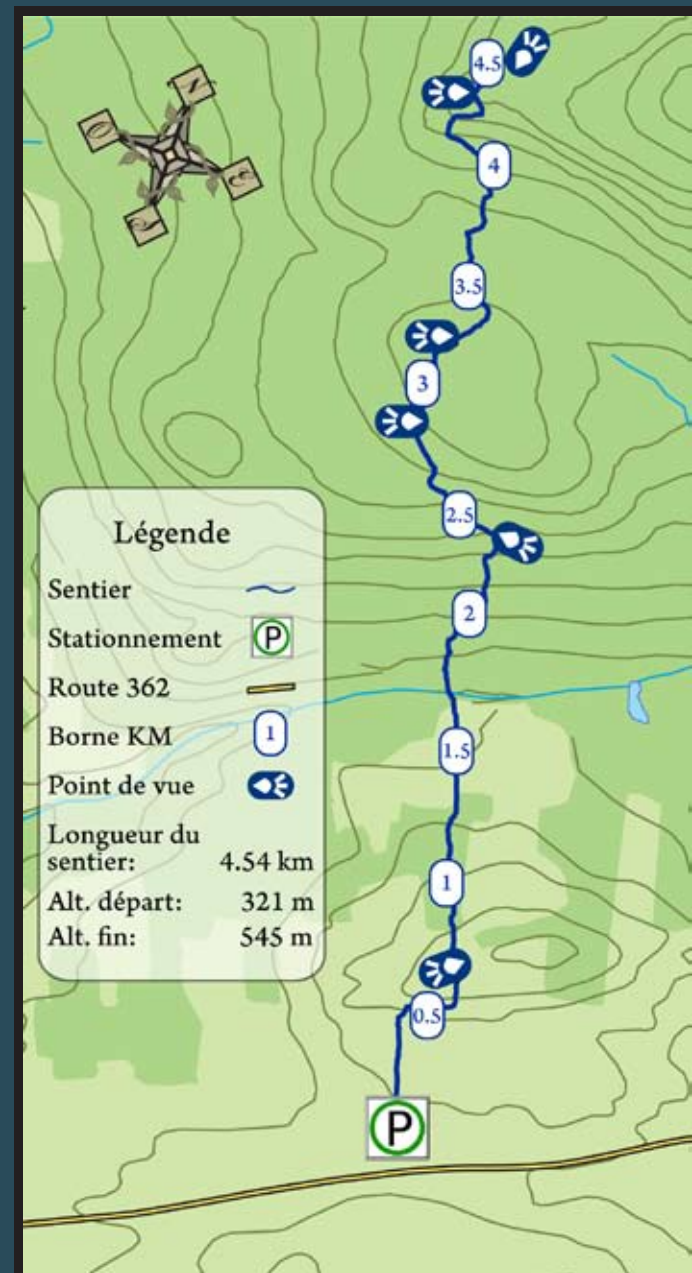 4.5
N
O
4
E
S
3.5
3
2.5
Légende
Sentier
2
Stationnement P
Route 362
Borne KM 1
1.5
Point de vue
Longueur du
sentier: 4.54 km
1
Alt. départ: 321 m
Alt. fin: 545 m
0.5
P